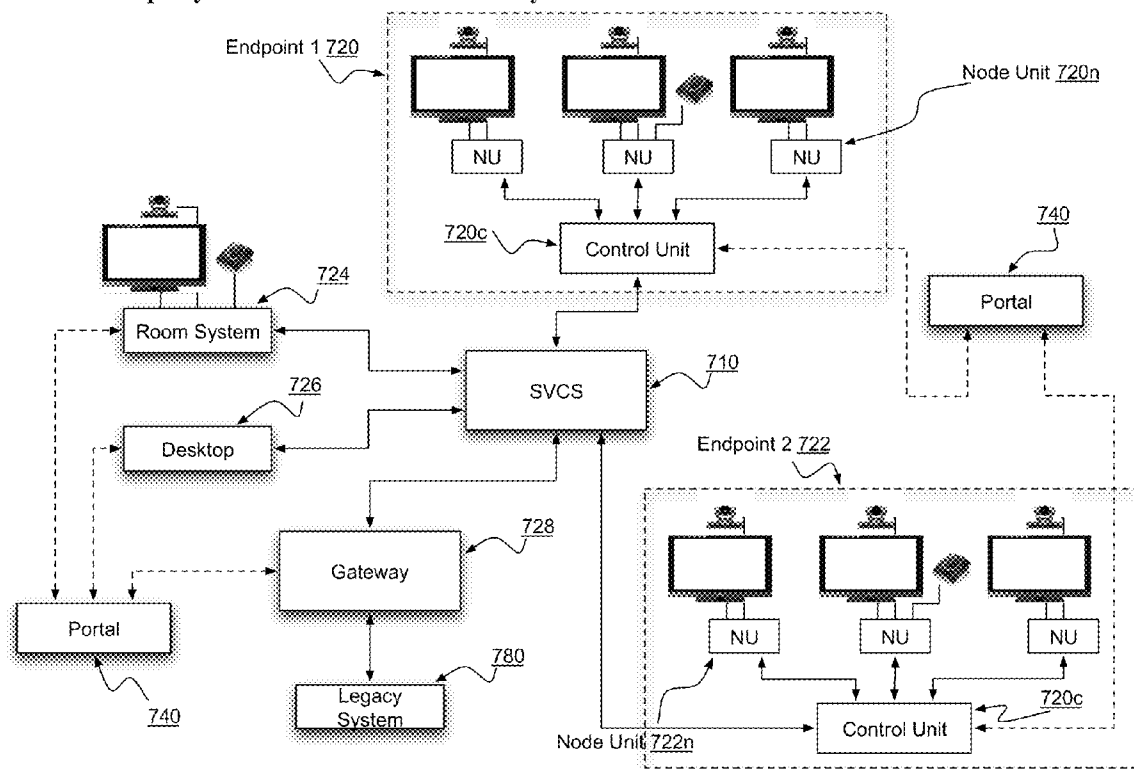 Endpoint 1 720
Node Unit 720n
NU
NU
NU
720c
Control Unit
740
Portal
724
Room System
710
SVCS
726
Desktop
Endpoint 2 722
728
Gateway
Portal
740
780
Legacy
System
NU
NU
NU
720c
Control Unit
Node Unit 722n